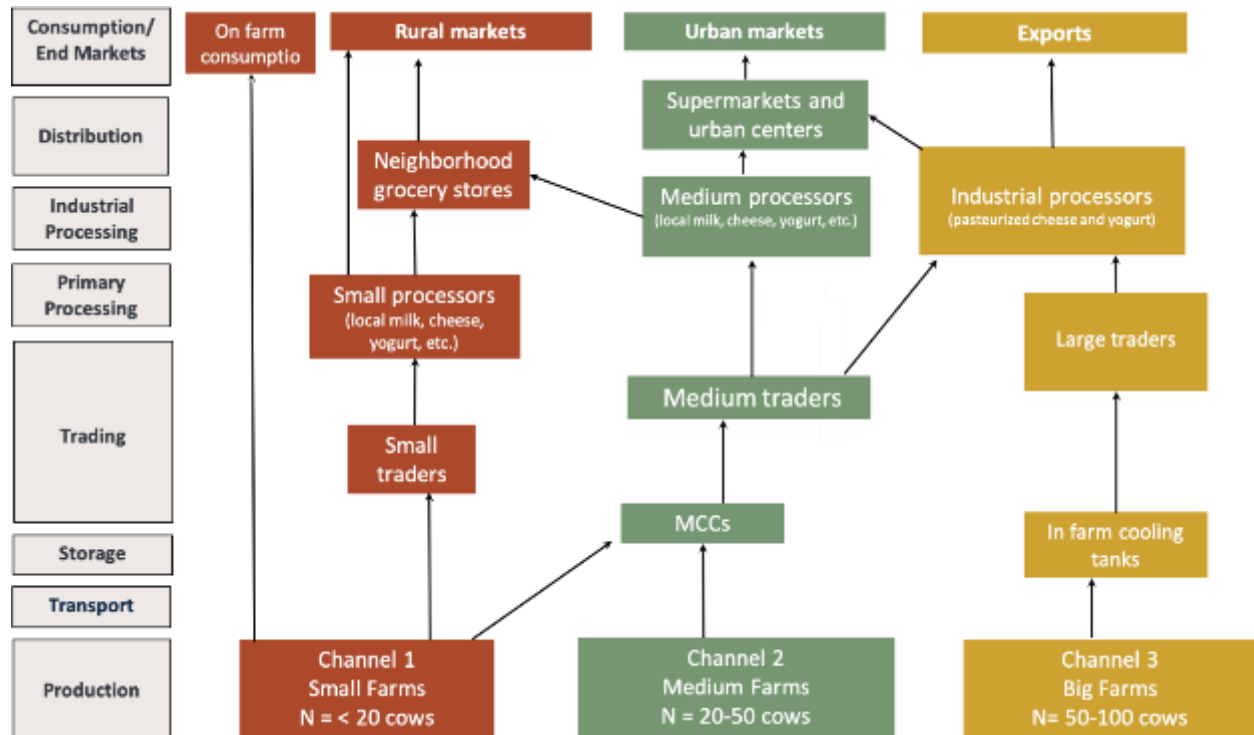 Consumption/
End Markets
On farm
consumptio
Rural markets
Urban markets
Exports
Distribution
Supermarkets and
urban centers
Neighborhood
grocery stores
Industrial
Processing
Medium processors
(local milk, cheese, yogurt, etc.)
Industrial processors
(pasteurized cheese and yogurt)
Primary
Processing
Small processors
(local milk, cheese,
yogurt, etc.)
Large traders
Trading
Medium traders
Small
traders
MCCs
Storage
In farm cooling
tanks
Transport
Production
Channel 1
Small Farms
N = < 20 cows
Channel 2
Medium Farms
N = 20-50 cows
Channel 3
Big Farms
N= 50-100 cows